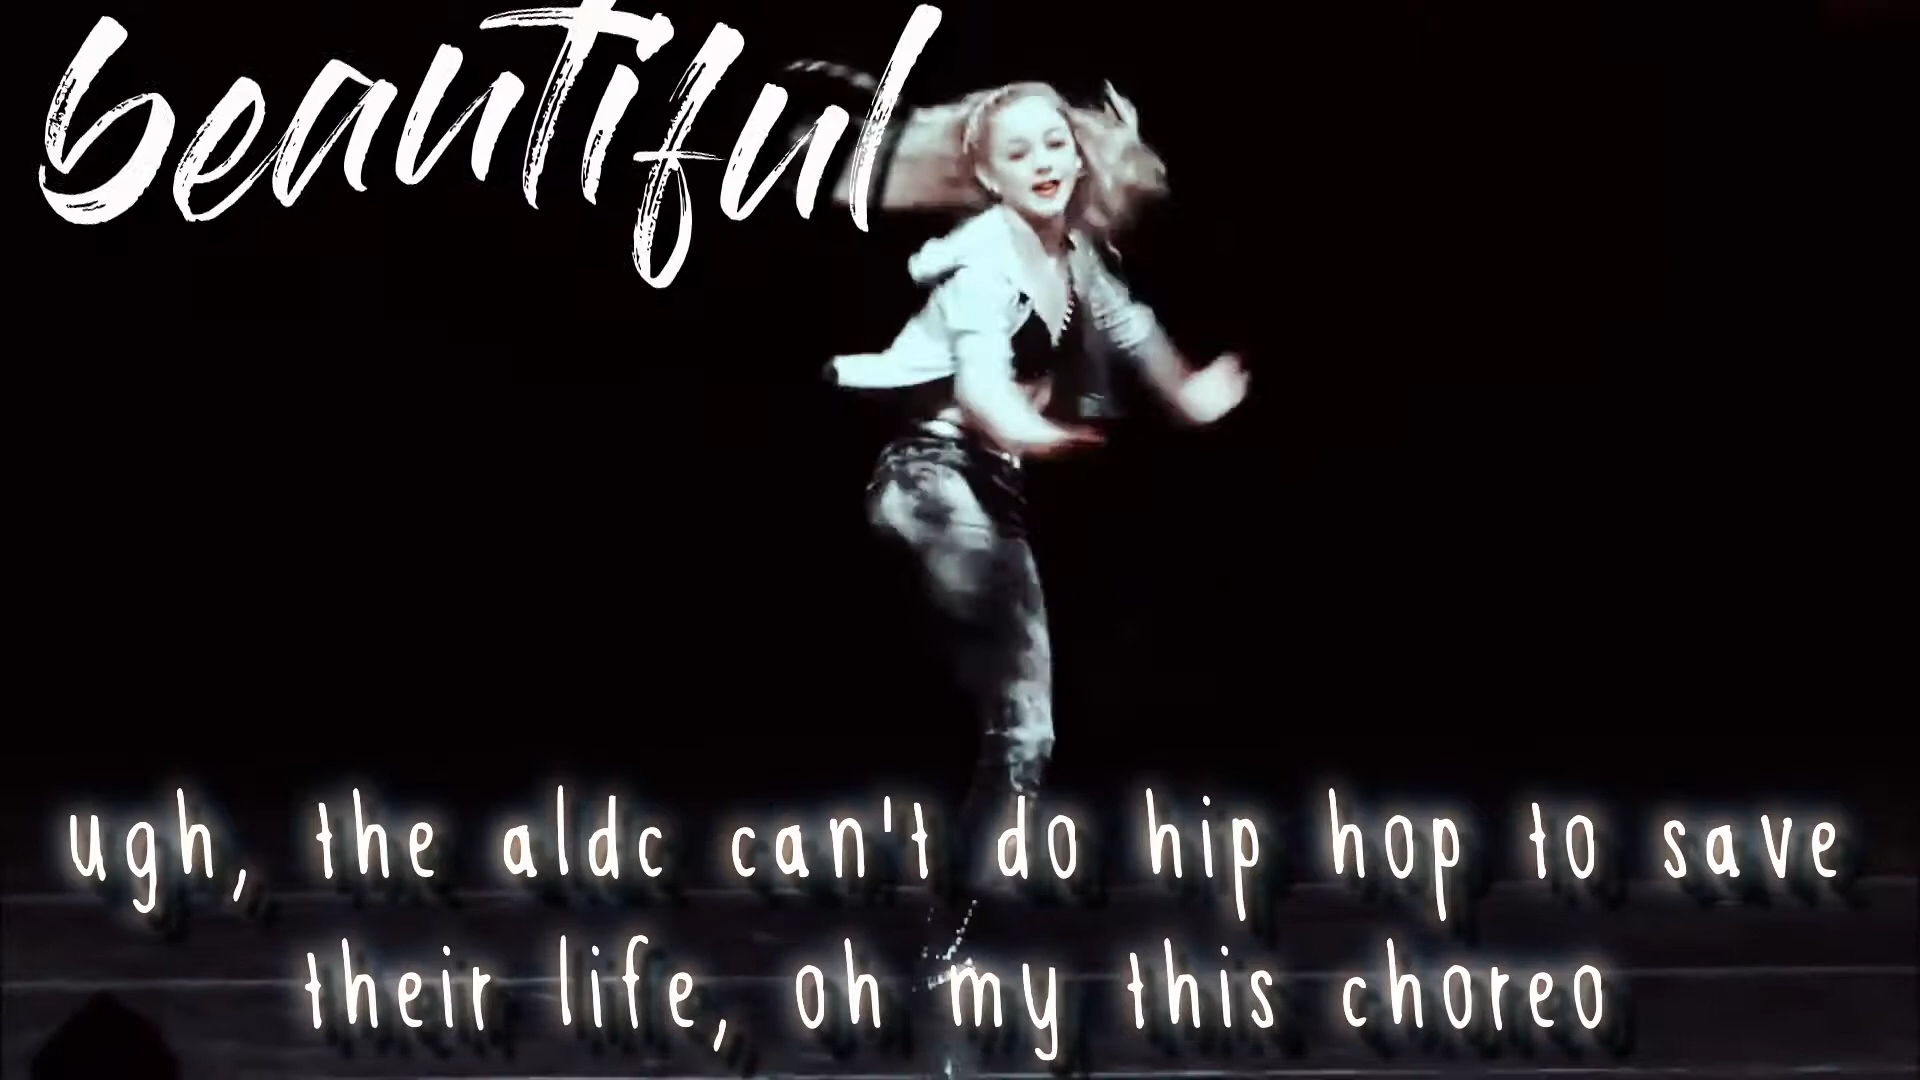 beautiful
ugh, the aldc can't do hip hop to save
their life, oh my this choreo